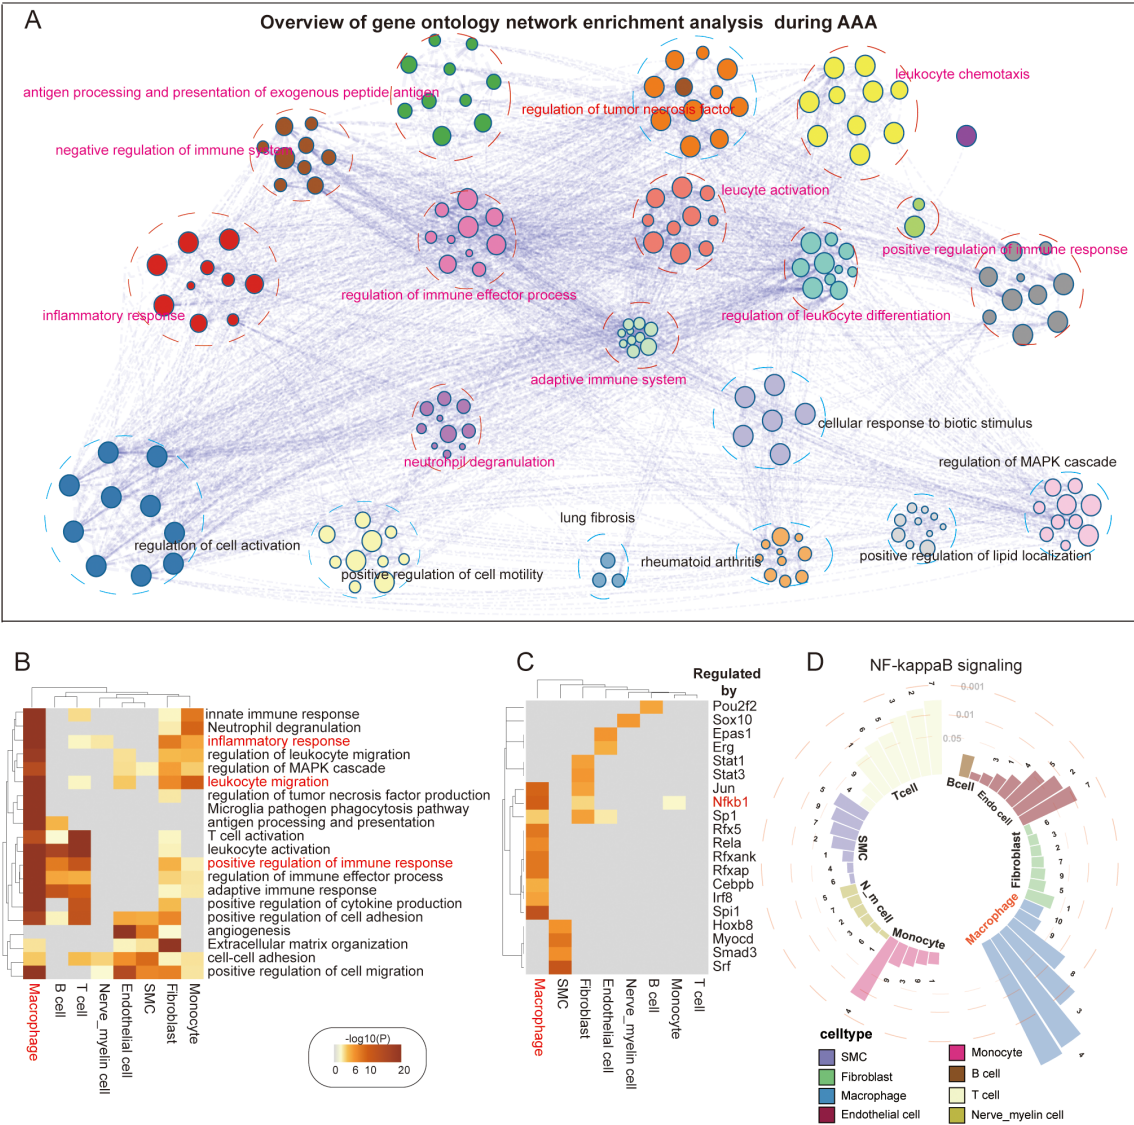 A
Overview of gene ontology network enrichment analysis during AAA
leukocyte chemotaxis
antigen processing and presentation of exogenous peptide antigen
regulation of tumor necrosis factor
negative regulation of immune system
leucyte activation
positive regulation of immune response
regulation of immune effector process
inflammatory response
regulation of leukocyte differentiation
adaptive immune system
cellular response to biotic stimulus
neutrohpil degranulation
regulation of MAPK cascade
lung fibrosis
regulation of cell activation
rheumatoid arthritis
positive regulation of lipid localization
positive regulation of cell motility
B
innate immune response
Neutrophil degranulation
inflammatory response
regulation of leukocyte migration
regulation of MAPK cascade
leukocyte migration
regulation of tumor necrosis factor production
Microglia pathogen phagocytosis pathway
antigen processing and presentation
T cell activation
leukocyte activation
positive regulation of immune response
regulation of immune effector process
adaptive immune response
positive regulation of cytokine production
positive regulation of cell adhesion
angiogenesis
Extracellular matrix organization
cell-cell adhesion
positive regulation of cell migration
Macrophage
B cell
T cell
Nerve_myelin cell
Endothelial cell
SMC
Fibroblast
Monocyte
-log10(P)
0 6 10 20
C
Regulated
by
Pou2f2
Sox10
Epas1
Erg
Stat1
Stat3
Jun
Nfkb1
Sp1
Rfx5
Rela
Rfxank
Rfxap
Cebpb
Irf8
Spi1
Hoxb8
Myocd
Smad3
Srf
Macrophage
SMC
Fibroblast
Endothelial cell
Nerve_myelin cell
B cell
Monocyte
T cell
D
NF-kappaB signaling
0.001
0.01
0.05
Tcell
Bcell
Endo cell
Fibroblast
Macrophage
Monocyte
N_m cell
SMC
celltype
SMC
Fibroblast
Macrophage
Endothelial cell
Monocyte
B cell
T cell
Nerve_myelin cell